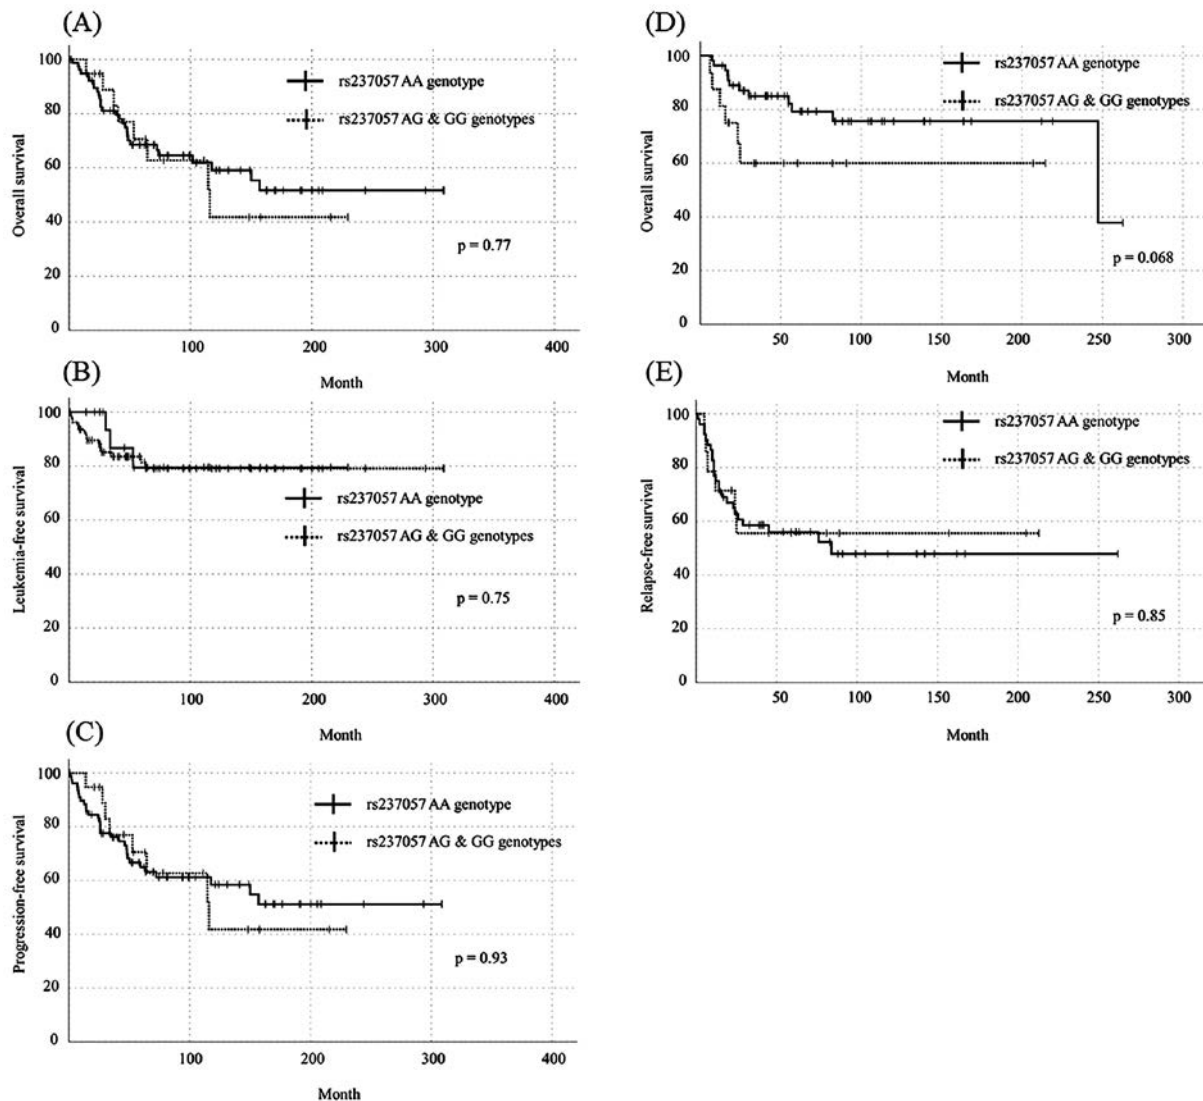 (A)
Overall survival
100
80
60
40
20
0
rs237057 AA genotype
rs237057 AG & GG genotypes
p = 0.77
100
200
300
400
Month
(B)
Leukemia-free survival
100
80
60
40
80
0
rs237057 AA genotype
rs237057 AG & GG genotypes
p = 0.75
100
200
300
400
Month
(C)
Progression-free survival
100
80
60
40
20
0
rs237057 AA genotype
rs237057 AG & GG genotypes
p = 0.93
100
200
300
400
Month
(D)
Overall survival
100
80
60
40
20
0
rs237057 AA genotype
rs237057 AG & GG genotypes
p = 0.068
50
100
150
200
250
300
Month
(E)
Relapse-free survival
100
80
60
40
20
0
rs237057 AA genotype
rs237057 AG & GG genotypes
p = 0.85
50
100
150
200
250
300
Month